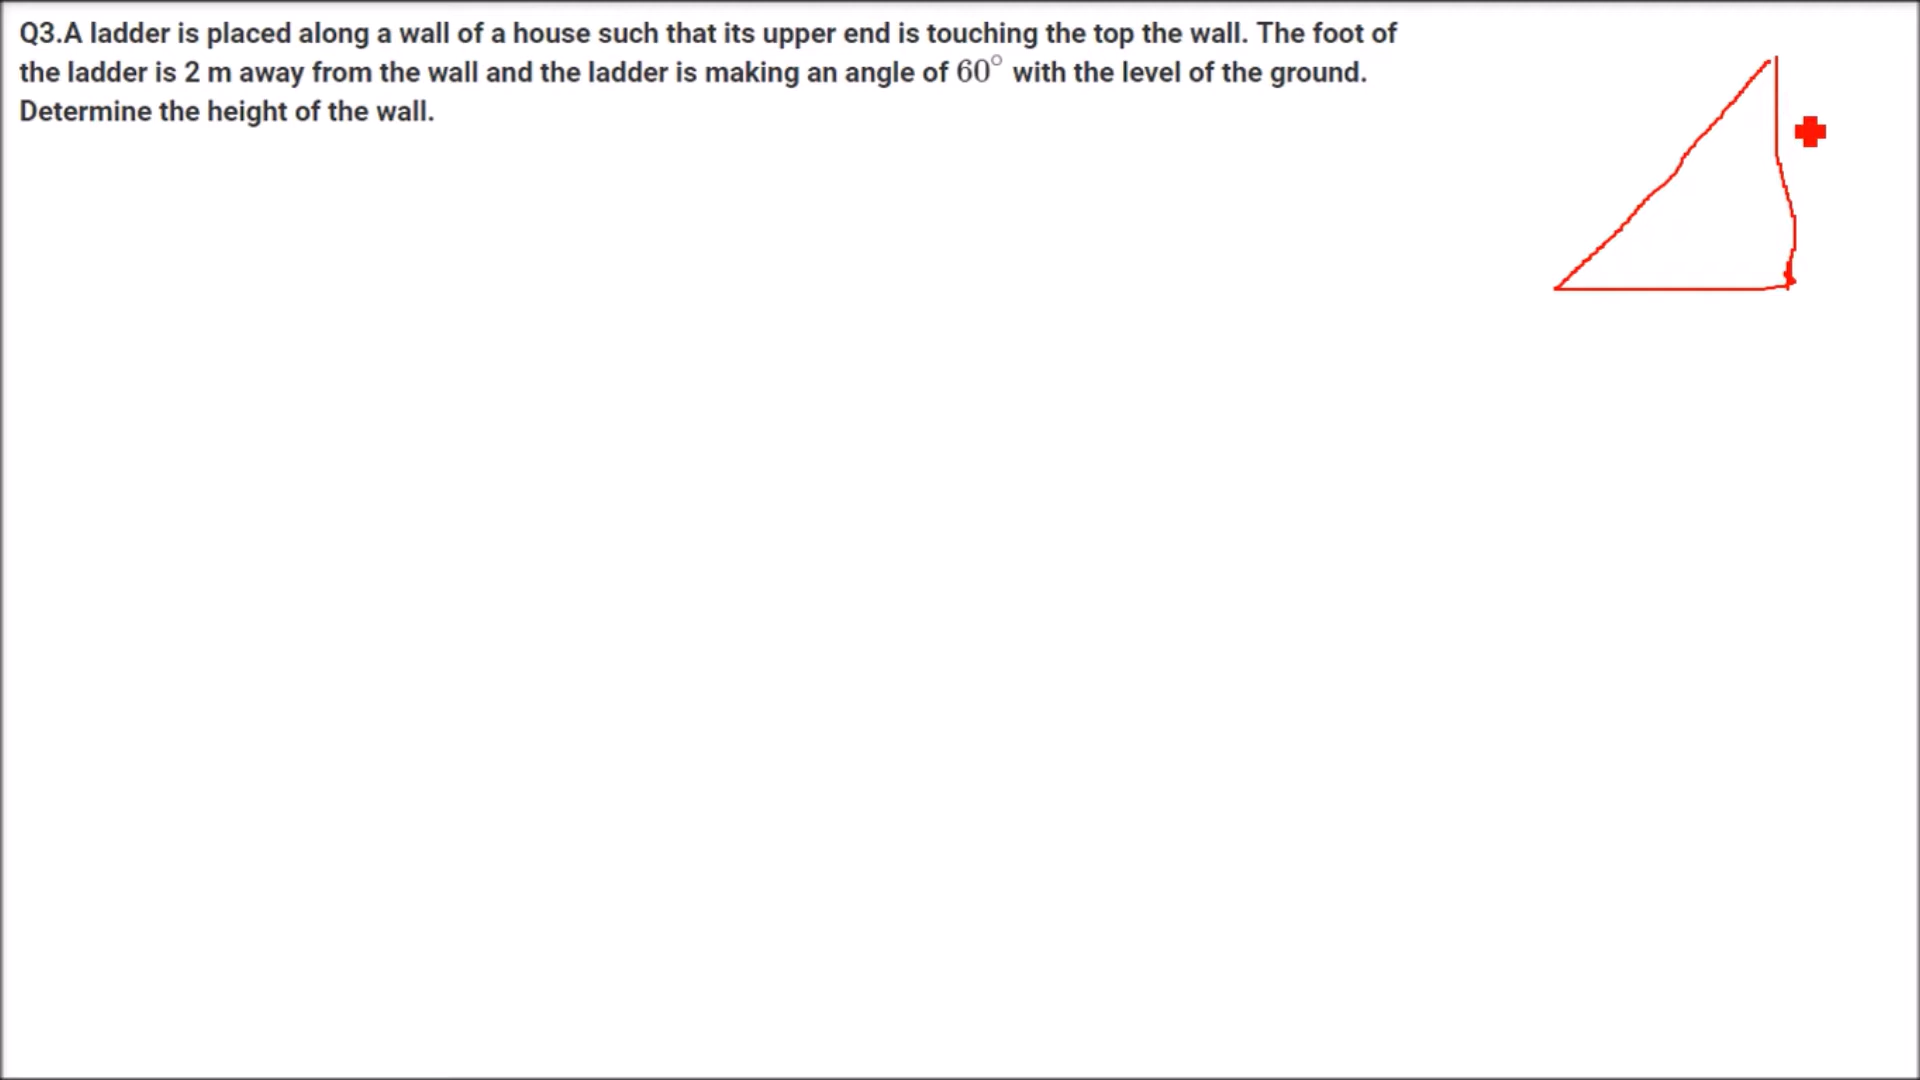 Q3.A ladder is placed along a wall of a house such that its upper end is touching the top the wall. The foot of
the ladder is 2 m away from the wall and the ladder is making an angle of 60° with the level of the ground.
Determine the height of the wall.